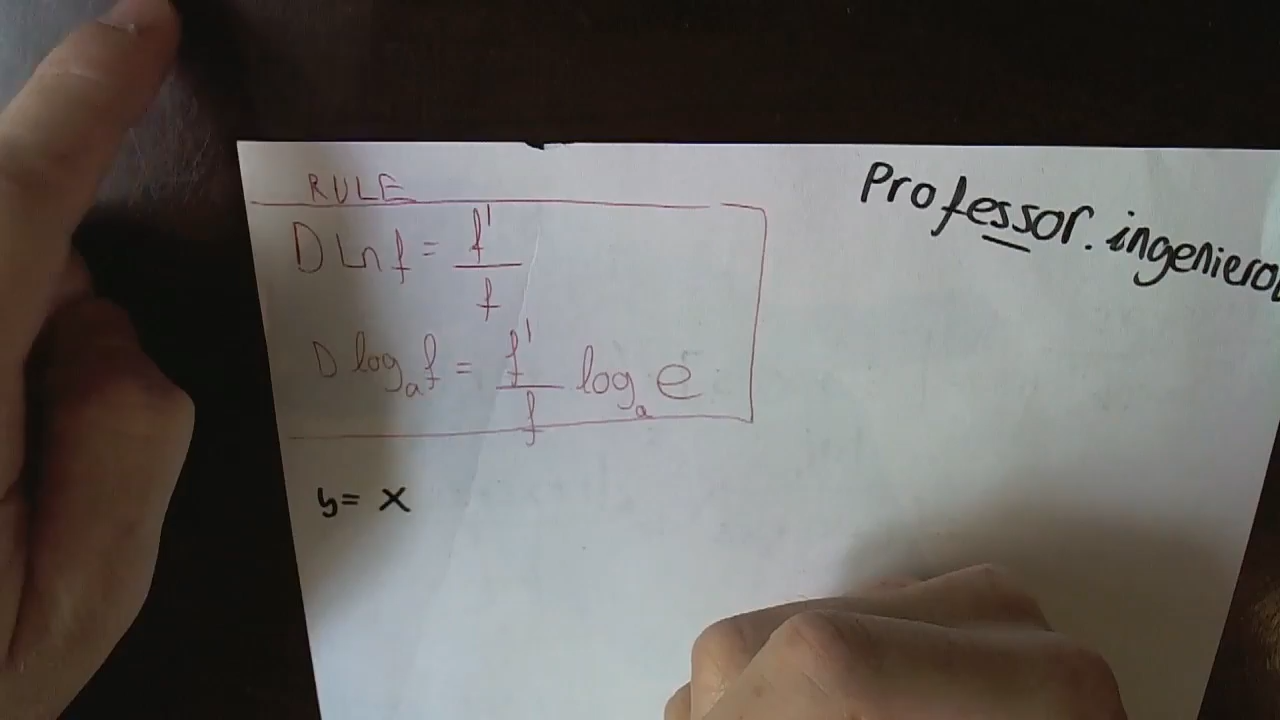 RULE
Professor.ingeniero
D Ln f = f' / f
D log_a f = f' / f log_a e
y = x